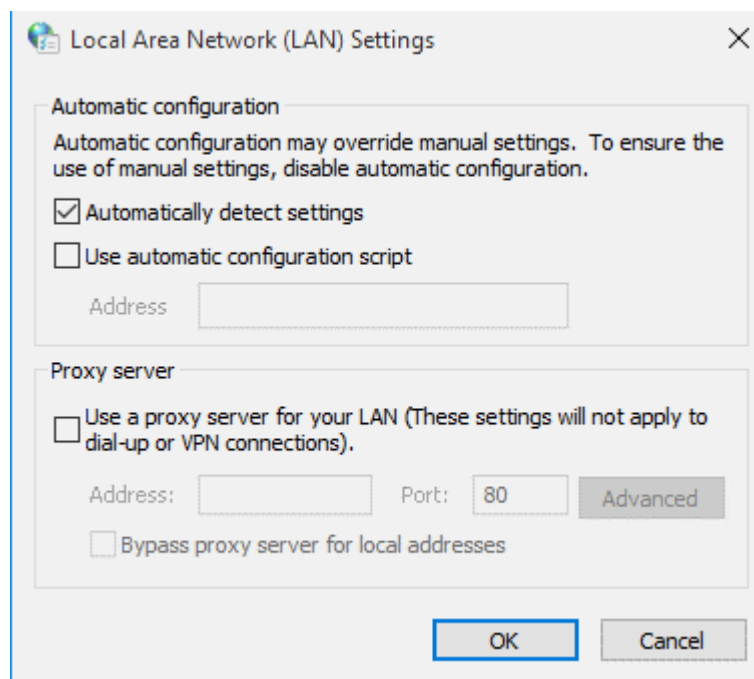 Local Area Network (LAN) Settings
Automatic configuration
Automatic configuration may override manual settings.  To ensure the
use of manual settings, disable automatic configuration.
Automatically detect settings
Use automatic configuration script
Address
Proxy server
Use a proxy server for your LAN (These settings will not apply to
dial-up or VPN connections).
Address: Port: 80 Advanced
Bypass proxy server for local addresses
OK Cancel